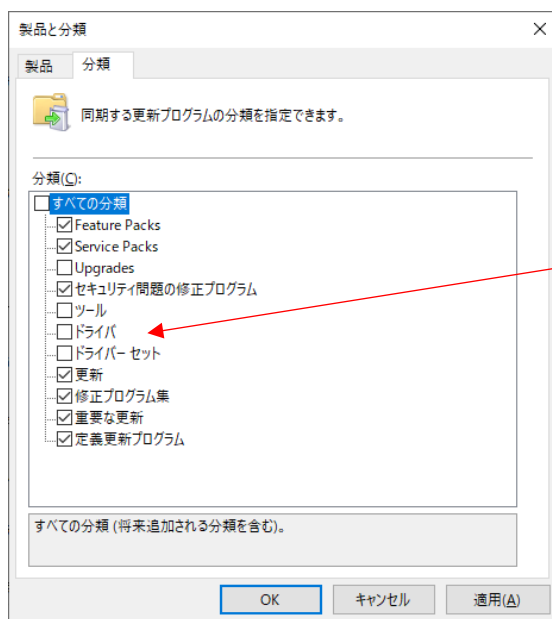 製品と分類
製品 分類
同期する更新プログラムの分類を指定できます。
分類(C):
すべての分類
Feature Packs
Service Packs
Upgrades
セキュリティ問題の修正プログラム
ツール
ドライバ
ドライバー セット
更新
修正プログラム集
重要な更新
定義更新プログラム
すべての分類 (将来追加される分類を含む)。
OK キャンセル 適用(A)